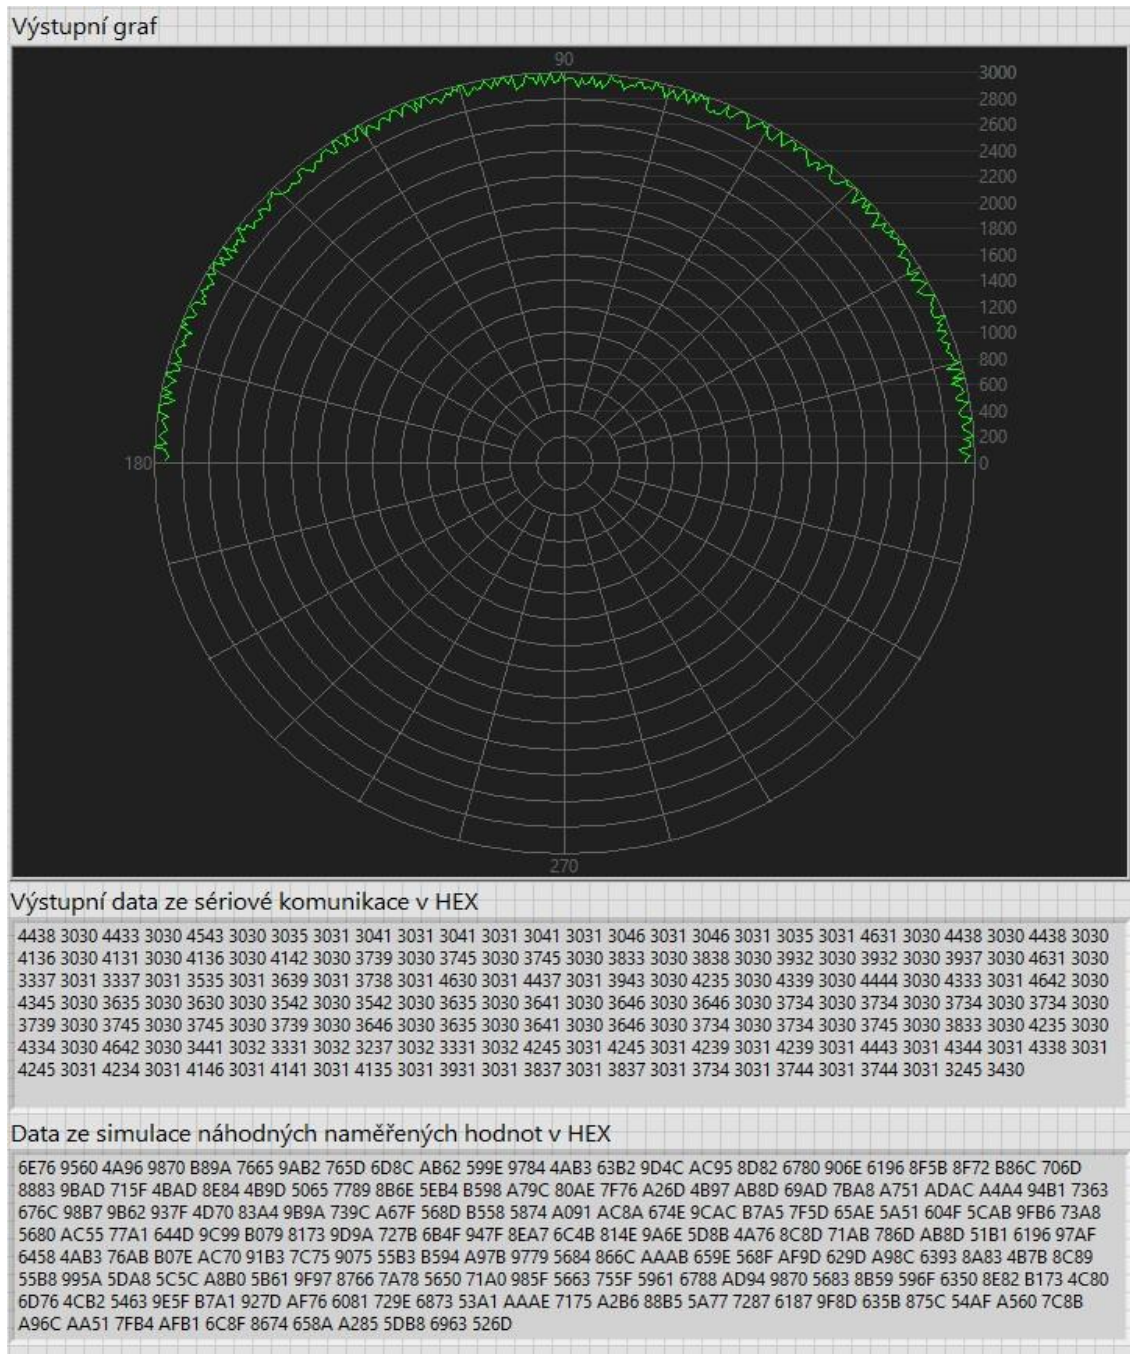 Výstupní graf
90
3000
2800
2600
2400
2200
2000
1800
1600
1400
1200
1000
800
600
400
200
180
0
270
Výstupní data ze sériové komunikace v HEX
4438 3030 4433 3030 4543 3030 3035 3031 3041 3031 3041 3031 3041 3031 3046 3031 3046 3031 3035 3031 4631 3030 4438 3030 4438 3030
4136 3030 4131 3030 4136 3030 4142 3030 3739 3030 3745 3030 3745 3030 3833 3030 3838 3030 3932 3030 3932 3030 3937 3030 4631 3030
3337 3031 3337 3031 3535 3031 3639 3031 3738 3031 4630 3031 4437 3031 3943 3030 4235 3030 4339 3030 4444 3030 4333 3031 4642 3030
4345 3030 3635 3030 3630 3030 3542 3030 3542 3030 3635 3030 3641 3030 3646 3030 3646 3030 3734 3030 3734 3030 3734 3030 3734 3030
3739 3030 3745 3030 3745 3030 3739 3030 3646 3030 3635 3030 3641 3030 3646 3030 3734 3030 3734 3030 3745 3030 3833 3030 4235 3030
4334 3030 4642 3030 3441 3032 3331 3032 3237 3032 3331 3032 4245 3031 4245 3031 4239 3031 4239 3031 4443 3031 4344 3031 4338 3031
4245 3031 4234 3031 4146 3031 4141 3031 4135 3031 3931 3031 3837 3031 3837 3031 3734 3031 3744 3031 3744 3031 3245 3430
Data ze simulace náhodných naměřených hodnot v HEX
6E76 9560 4A96 9870 B89A 7665 9AB2 765D 6D8C AB62 599E 9784 4AB3 63B2 9D4C AC95 8D82 6780 906E 6196 8F5B 8F72 B86C 706D
8883 9BAD 715F 4BAD 8E84 4B9D 5065 7789 8B6E 5EB4 B598 A79C 80AE 7F76 A26D 4B97 AB8D 69AD 7BA8 A751 ADAC A4A4 94B1 7363
676C 98B7 9B62 937F 4D70 83A4 9B9A 739C A67F 568D B558 5874 A091 AC8A 674E 9CAC B7A5 7F5D 65AE 5A51 604F 5CAB 9FB6 73A8
5680 AC55 77A1 644D 9C99 B079 8173 9D9A 727B 6B4F 947F 8EA7 6C4B 814E 9A6E 5D8B 4A76 8C8D 71AB 786D AB8D 51B1 6196 97AF
6458 4AB3 76AB B07E AC70 91B3 7C75 9075 55B3 B594 A97B 9779 5684 866C AAAB 659E 568F AF9D 629D A98C 6393 8A83 4B7B 8C89
55B8 995A 5DA8 5C5C A8B0 5B61 9F97 8766 7A78 5650 71A0 985F 5663 755F 5961 6788 AD94 9870 5683 8B59 596F 6350 8E82 B173 4C80
6D76 4CB2 5463 9E5F B7A1 927D AF76 6081 729E 6873 53A1 AAAE 7175 A2B6 88B5 5A77 7287 6187 9F8D 635B 875C 54AF A560 7C8B
A96C AA51 7FB4 AFB1 6C8F 8674 658A A285 5DB8 6963 526D